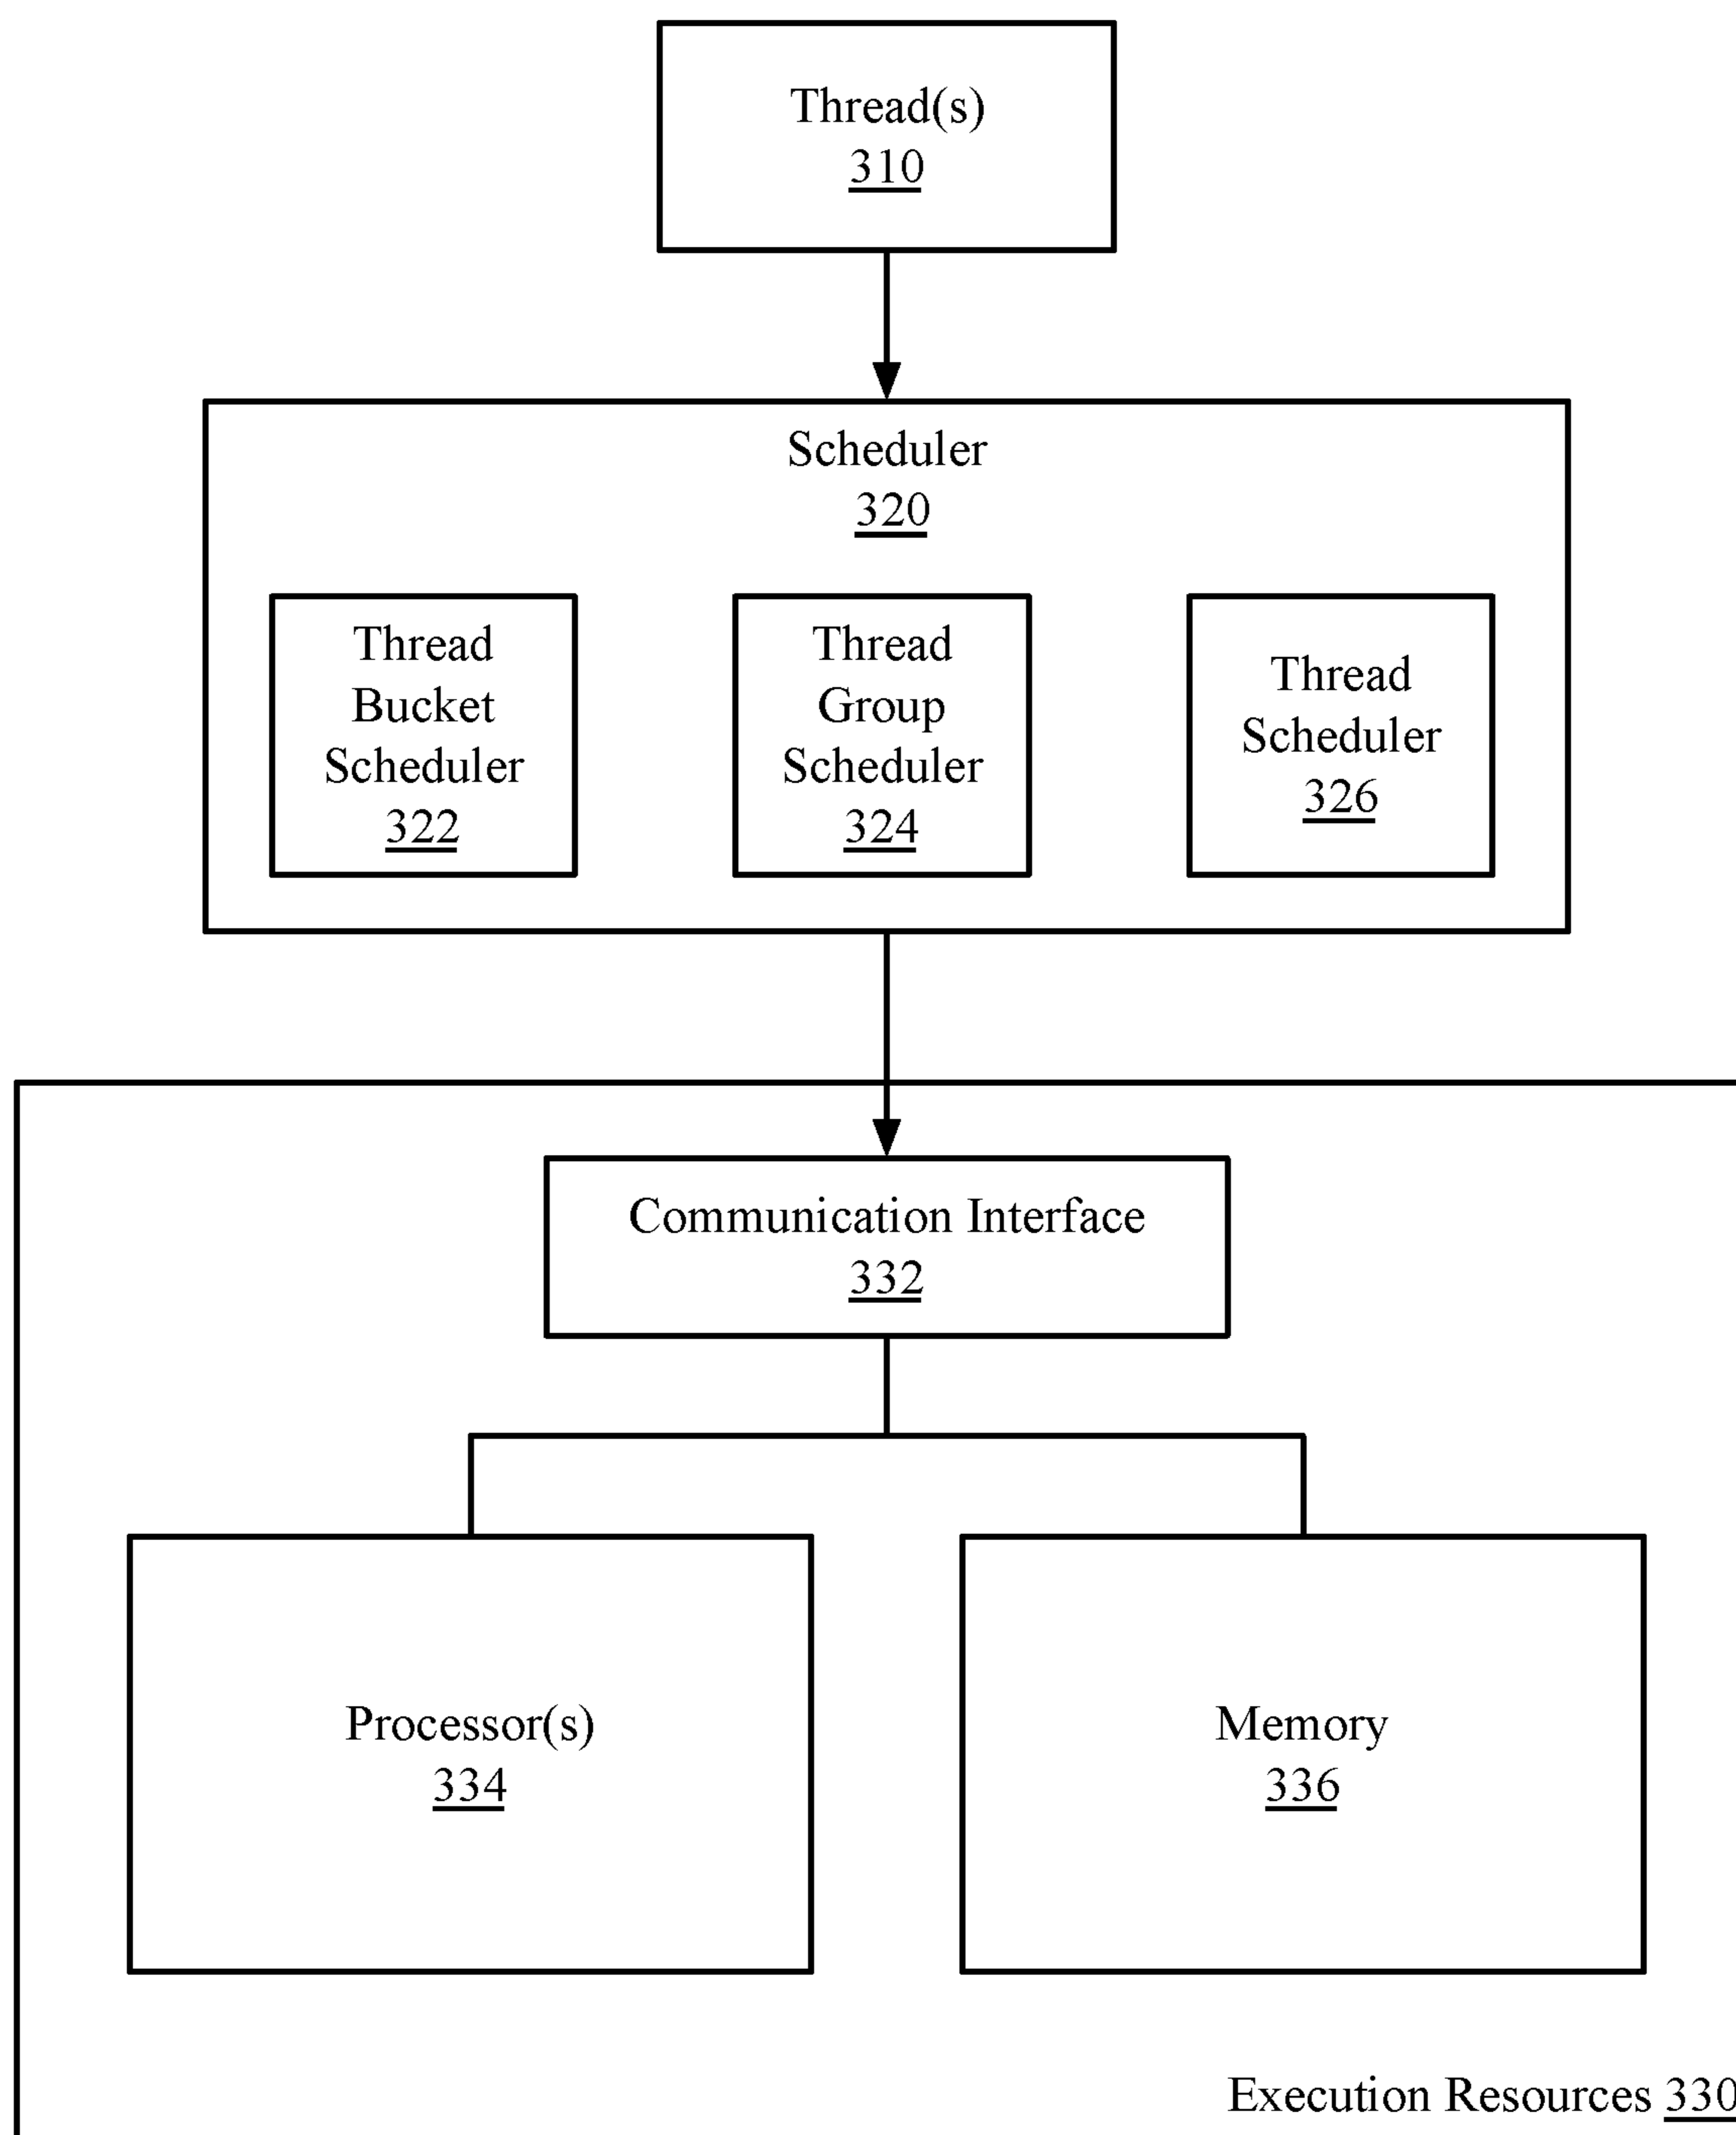 Thread(s)
310
Scheduler
320
Thread
Bucket
Scheduler
322
Thread
Group
Scheduler
324
Thread
Scheduler
326
Communication Interface
332
Processor(s)
334
Memory
336
Execution Resources 330